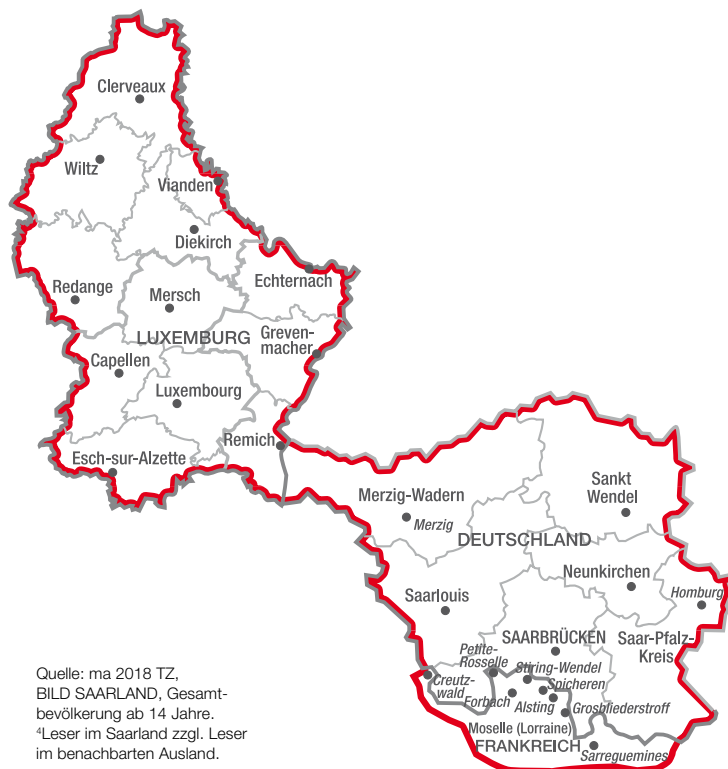 Clerveaux
Wiltz
Vianden
Diekirch
Echternach
Redange
Mersch
Greven-
macher
LUXEMBURG
Capellen
Luxembourg
Remich
Esch-sur-Alzette
Merzig-Wadern
Merzig
Sankt
Wendel
DEUTSCHLAND
Neunkirchen
Homburg
Saarlouis
SAARBRÜCKEN
Saar-Pfalz-
Kreis
Petite-
Rosselle
Stiring-Wendel
Creutz-
wald
Spicheren
Forbach
Alsting
Grosbliederstroff
Moselle (Lorraine)
FRANKREICH
Sarreguemines
Quelle: ma 2018 TZ,
BILD SAARLAND, Gesamt-
bevölkerung ab 14 Jahre.
⁴Leser im Saarland zzgl. Leser
im benachbarten Ausland.